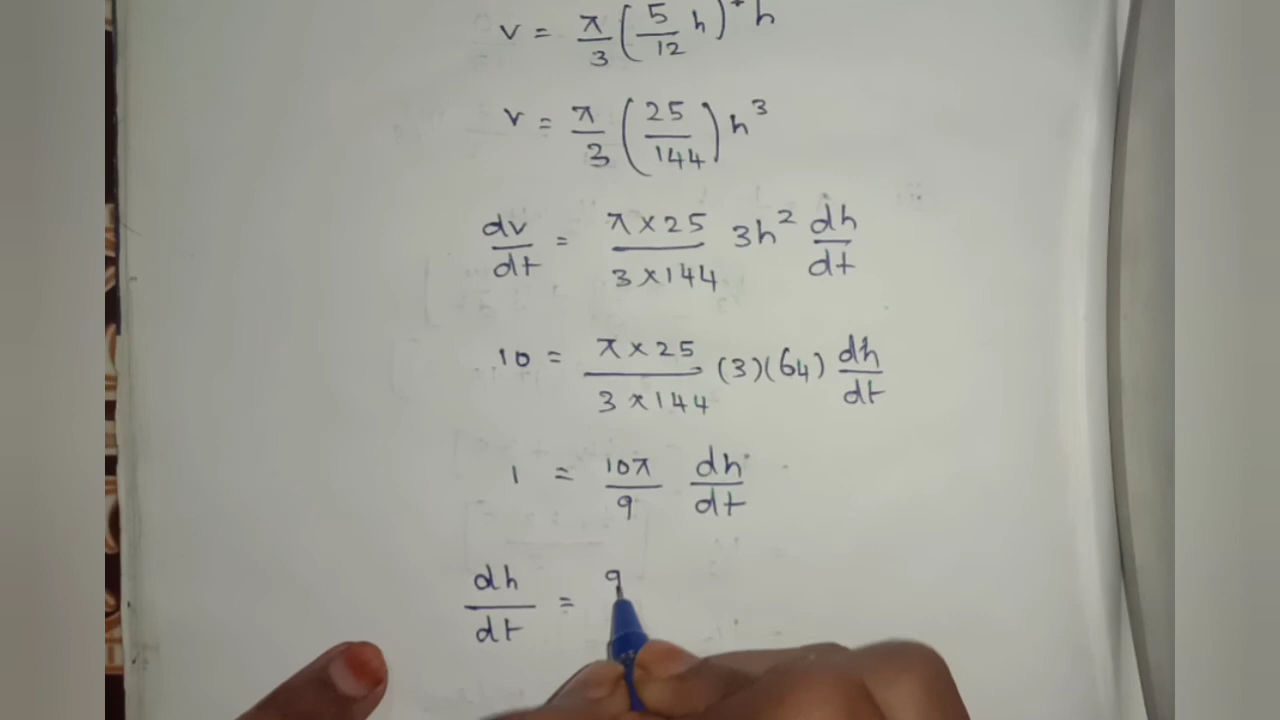 v = π/3 (5/12 h)² h
v = π/3 (25/144) h³
dv/dt = π×25/3×144 3h² dh/dt
10 = π×25/3×144 (3)(64) dh/dt
1 = 10π/9 dh/dt
dh/dt = 9